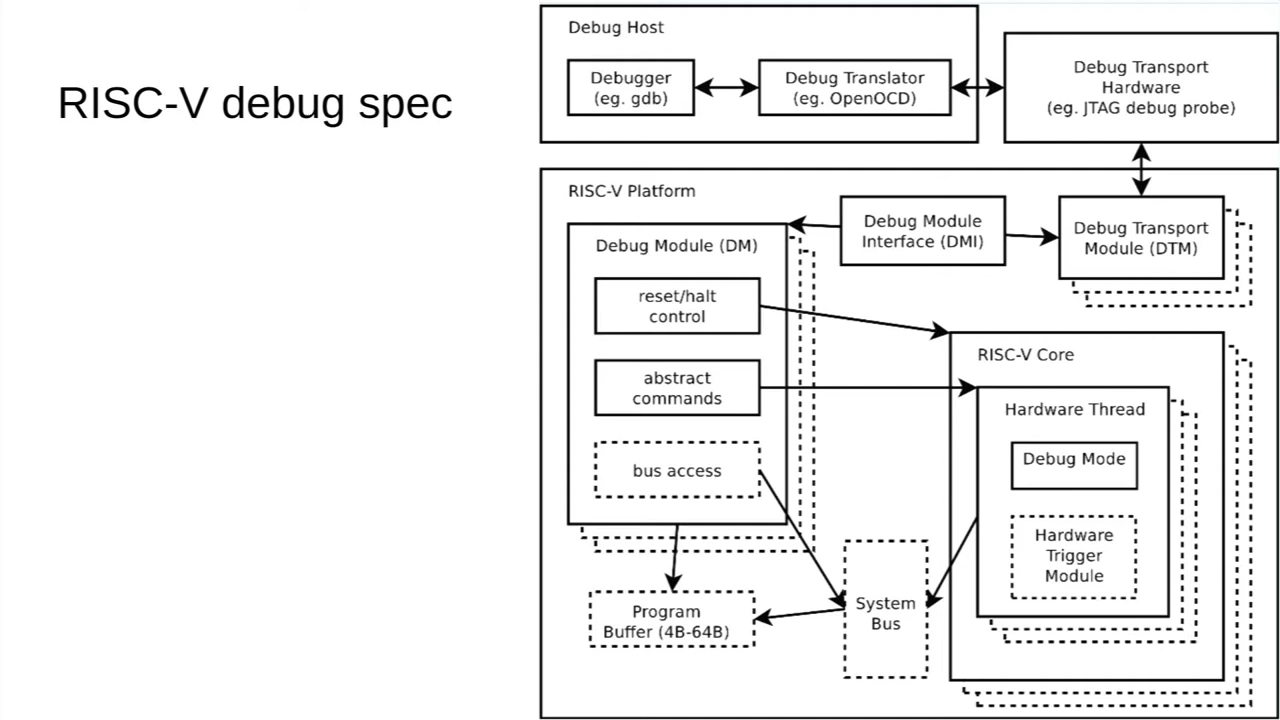 RISC-V debug spec
Debug Host
Debugger
(eg. gdb)
Debug Translator
(eg. OpenOCD)
Debug Transport
Hardware
(eg. JTAG debug probe)
RISC-V Platform
Debug Module (DM)
reset/halt
control
abstract
commands
bus access
Debug Module
Interface (DMI)
Debug Transport
Module (DTM)
RISC-V Core
Hardware Thread
Debug Mode
Hardware
Trigger
Module
Program
Buffer (4B-64B)
System
Bus